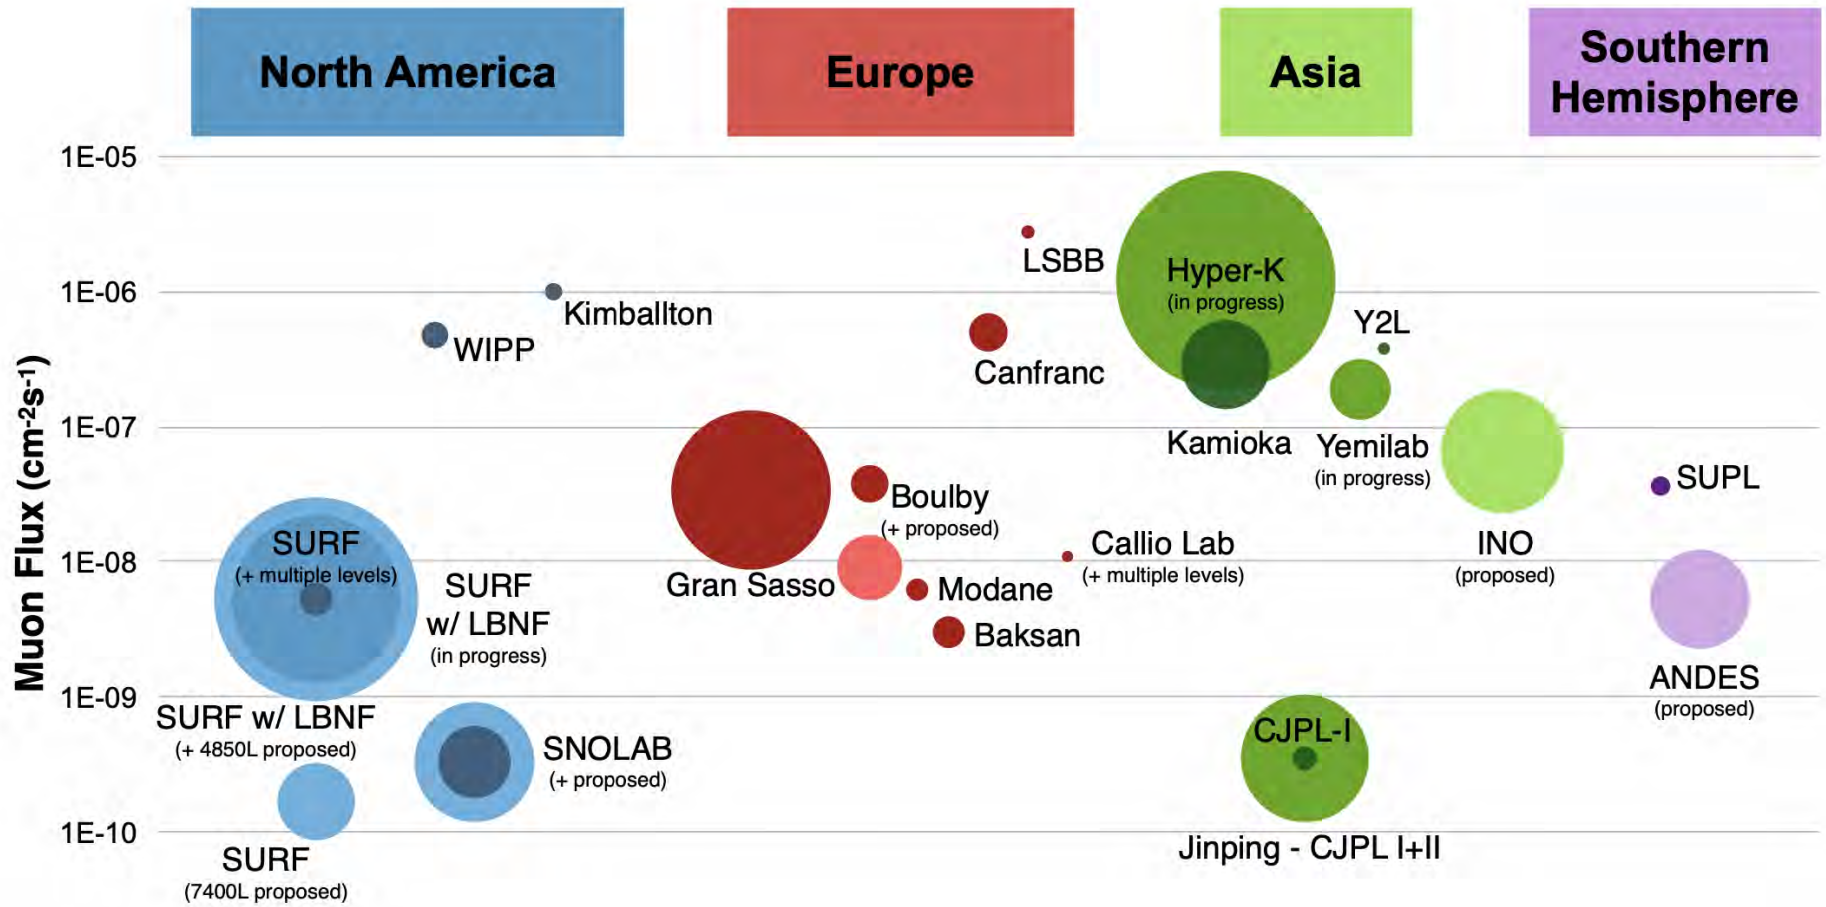 North America
Europe
Asia
Southern
Hemisphere
Muon Flux (cm-2s-1)
1E-05
1E-06
1E-07
1E-08
1E-09
1E-10
LSBB
Hyper-K
(in progress)
Kimballton
WIPP
Y2L
Canfranc
Kamioka
Yemilab
(in progress)
Boulby
(+ proposed)
SUPL
SURF
(+ multiple levels)
Gran Sasso
Callio Lab
(+ multiple levels)
INO
(proposed)
SURF
w/ LBNF
(in progress)
Modane
Baksan
ANDES
(proposed)
SURF w/ LBNF
(+ 4850L proposed)
SNOLAB
(+ proposed)
CJPL-I
Jinping - CJPL I+II
SURF
(7400L proposed)